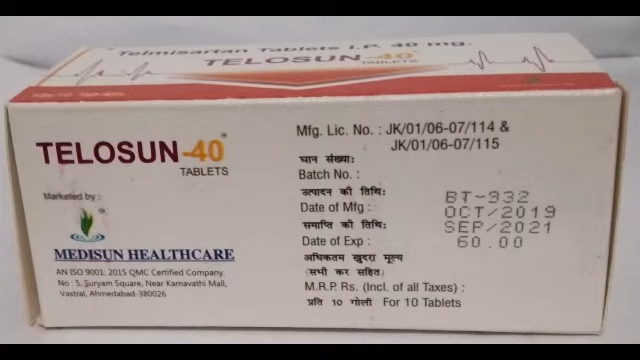 Telmisartan Tablets I.P. 40 mg.
TELOSUN-40
TABLETS
TELOSUN-40
TABLETS
Marketed by :
MEDISUN HEALTHCARE
AN ISO 9001: 2015 QMC Certified Company.
No : 5, Suryam Square, Near Karnavathi Mall,
Vastral, Ahmedabad-380026
Mfg. Lic. No. : JK/01/06-07/114 &
JK/01/06-07/115
घान संख्या:
Batch No. :
उत्पादन की तिथि: BT-932
Date of Mfg : OCT/2019
समाप्ति की तिथि: SEP/2021
Date of Exp : 60.00
अधिकतम खुदरा मूल्य
(सभी कर सहित)
M.R.P. Rs. (Incl. of all Taxes) :
प्रति 10 गोली For 10 Tablets